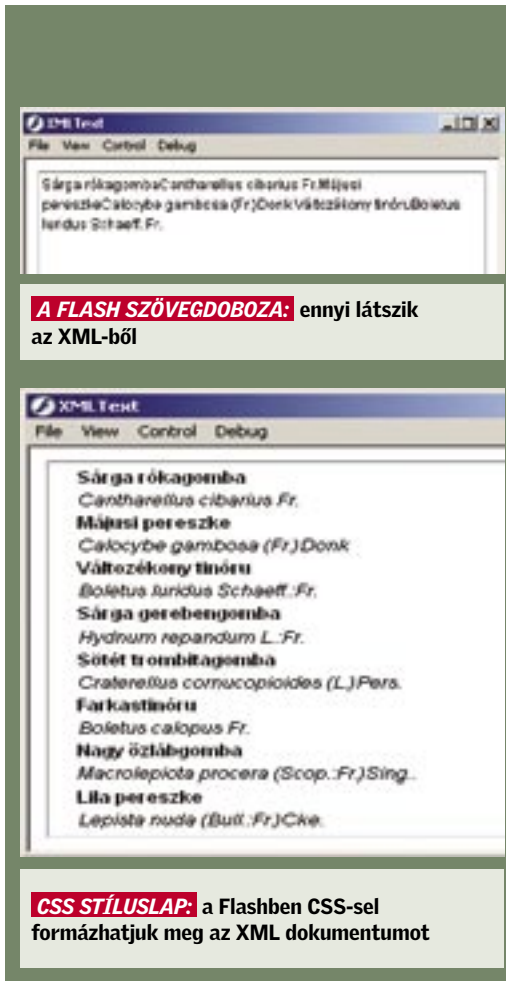 XMLText
File View Control Debug
Sárga rókagombaCantharellus cibarius Fr.Májusi
pereszkeCalocybe gambosa (Fr.)DonkVáltozékony tinóruBoletus
luridus Schaeff.:Fr.
A FLASH SZÖVEGDOBOZA: ennyi látszik
az XML-ből
XMLText
File View Control Debug
Sárga rókagomba
Cantharellus cibarius Fr.
Májusi pereszke
Calocybe gambosa (Fr.)Donk
Változékony tinóru
Boletus luridus Schaeff.:Fr.
Sárga gerebengomba
Hydnum repandum L.:Fr.
Sötét trombitagomba
Craterellus cornucopioides (L.)Pers.
Farkastinóru
Boletus calopus Fr.
Nagy özlábgomba
Macrolepiota procera (Scop.:Fr.)Sing..
Lila pereszke
Lepista nuda (Bull.:Fr.)Cke.
CSS STÍLUSLAP: a Flashben CSS-sel
formázhatjuk meg az XML dokumentumot